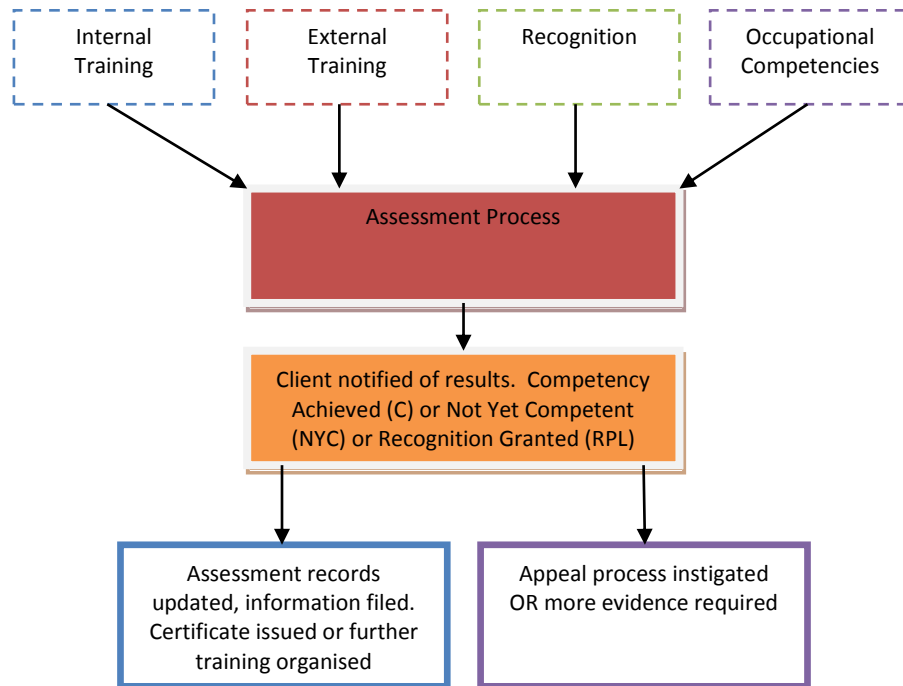 Internal
Training
External
Training
Recognition
Occupational
Competencies
Assessment Process
Client notified of results.  Competency
Achieved (C) or Not Yet Competent
(NYC) or Recognition Granted (RPL)
Assessment records
updated, information filed.
Certificate issued or further
training organised
Appeal process instigated
OR more evidence required